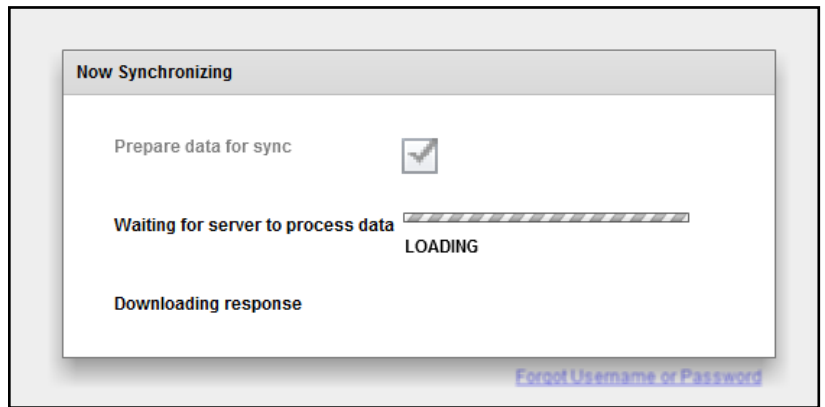 Now Synchronizing
Prepare data for sync
Waiting for server to process data
LOADING
Downloading response
Forgot Username or Password